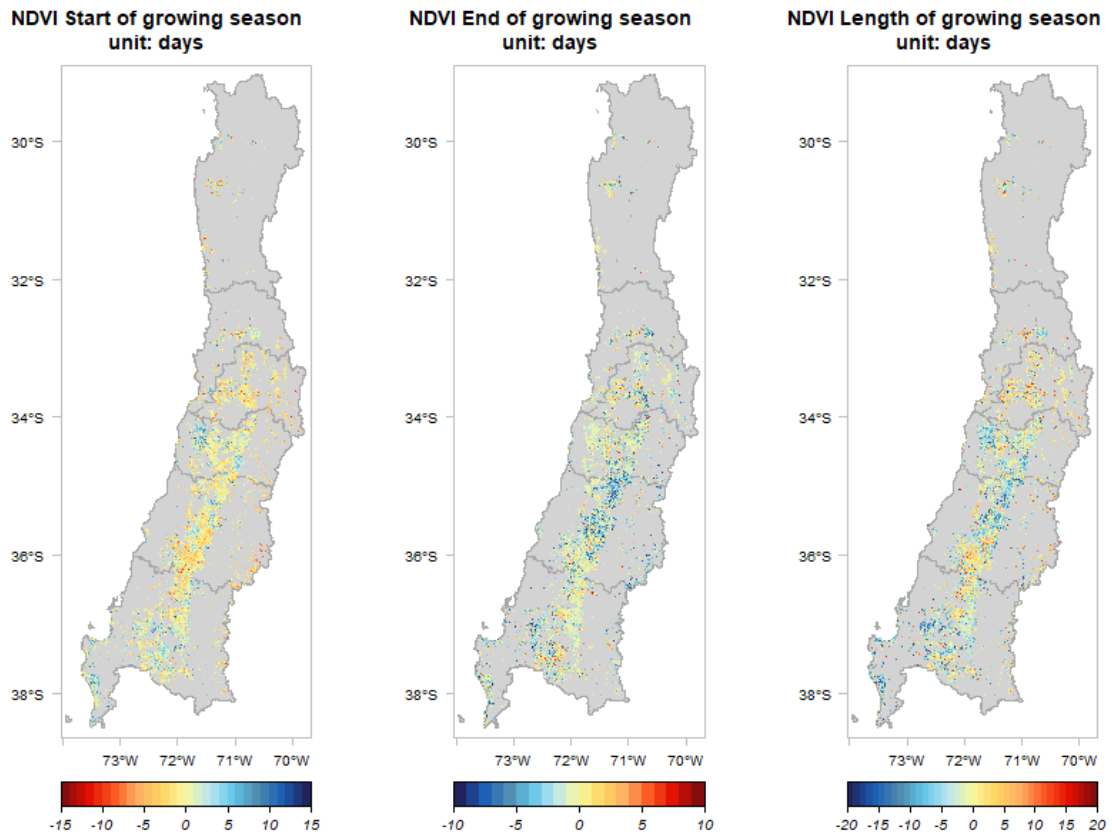 NDVI Start of growing season
unit: days
NDVI End of growing season
unit: days
NDVI Length of growing season
unit: days
30°S
32°S
34°S
36°S
38°S
73°W 72°W 71°W 70°W
-15 -10 -5 0 5 10 15
30°S
32°S
34°S
36°S
38°S
73°W 72°W 71°W 70°W
-10 -5 0 5 10
30°S
32°S
34°S
36°S
38°S
73°W 72°W 71°W 70°W
-20 -15 -10 -5 0 5 10 15 20